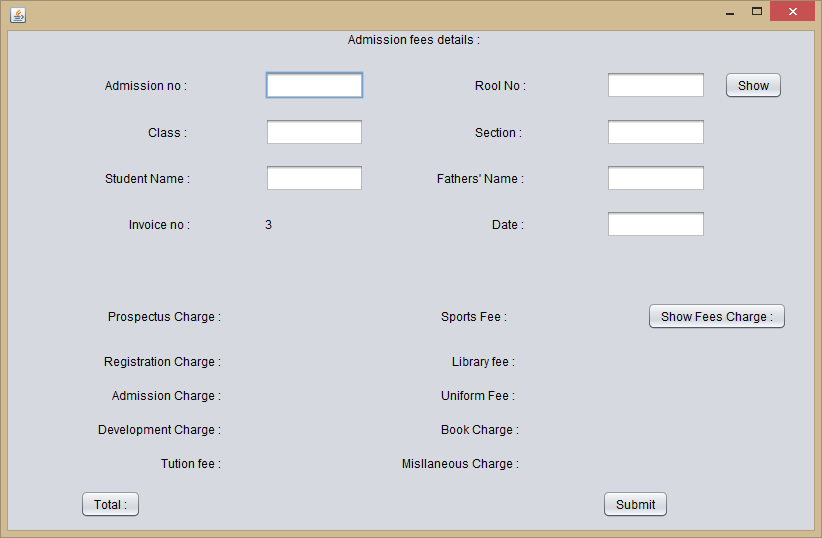 Admission fees details :
Admission no : Rool No : Show
Class : Section :
Student Name : Fathers' Name :
Invoice no : 3 Date :
Prospectus Charge : Sports Fee : Show Fees Charge :
Registration Charge : Library fee :
Admission Charge : Uniform Fee :
Development Charge : Book Charge :
Tution fee : Misllaneous Charge :
Total : Submit